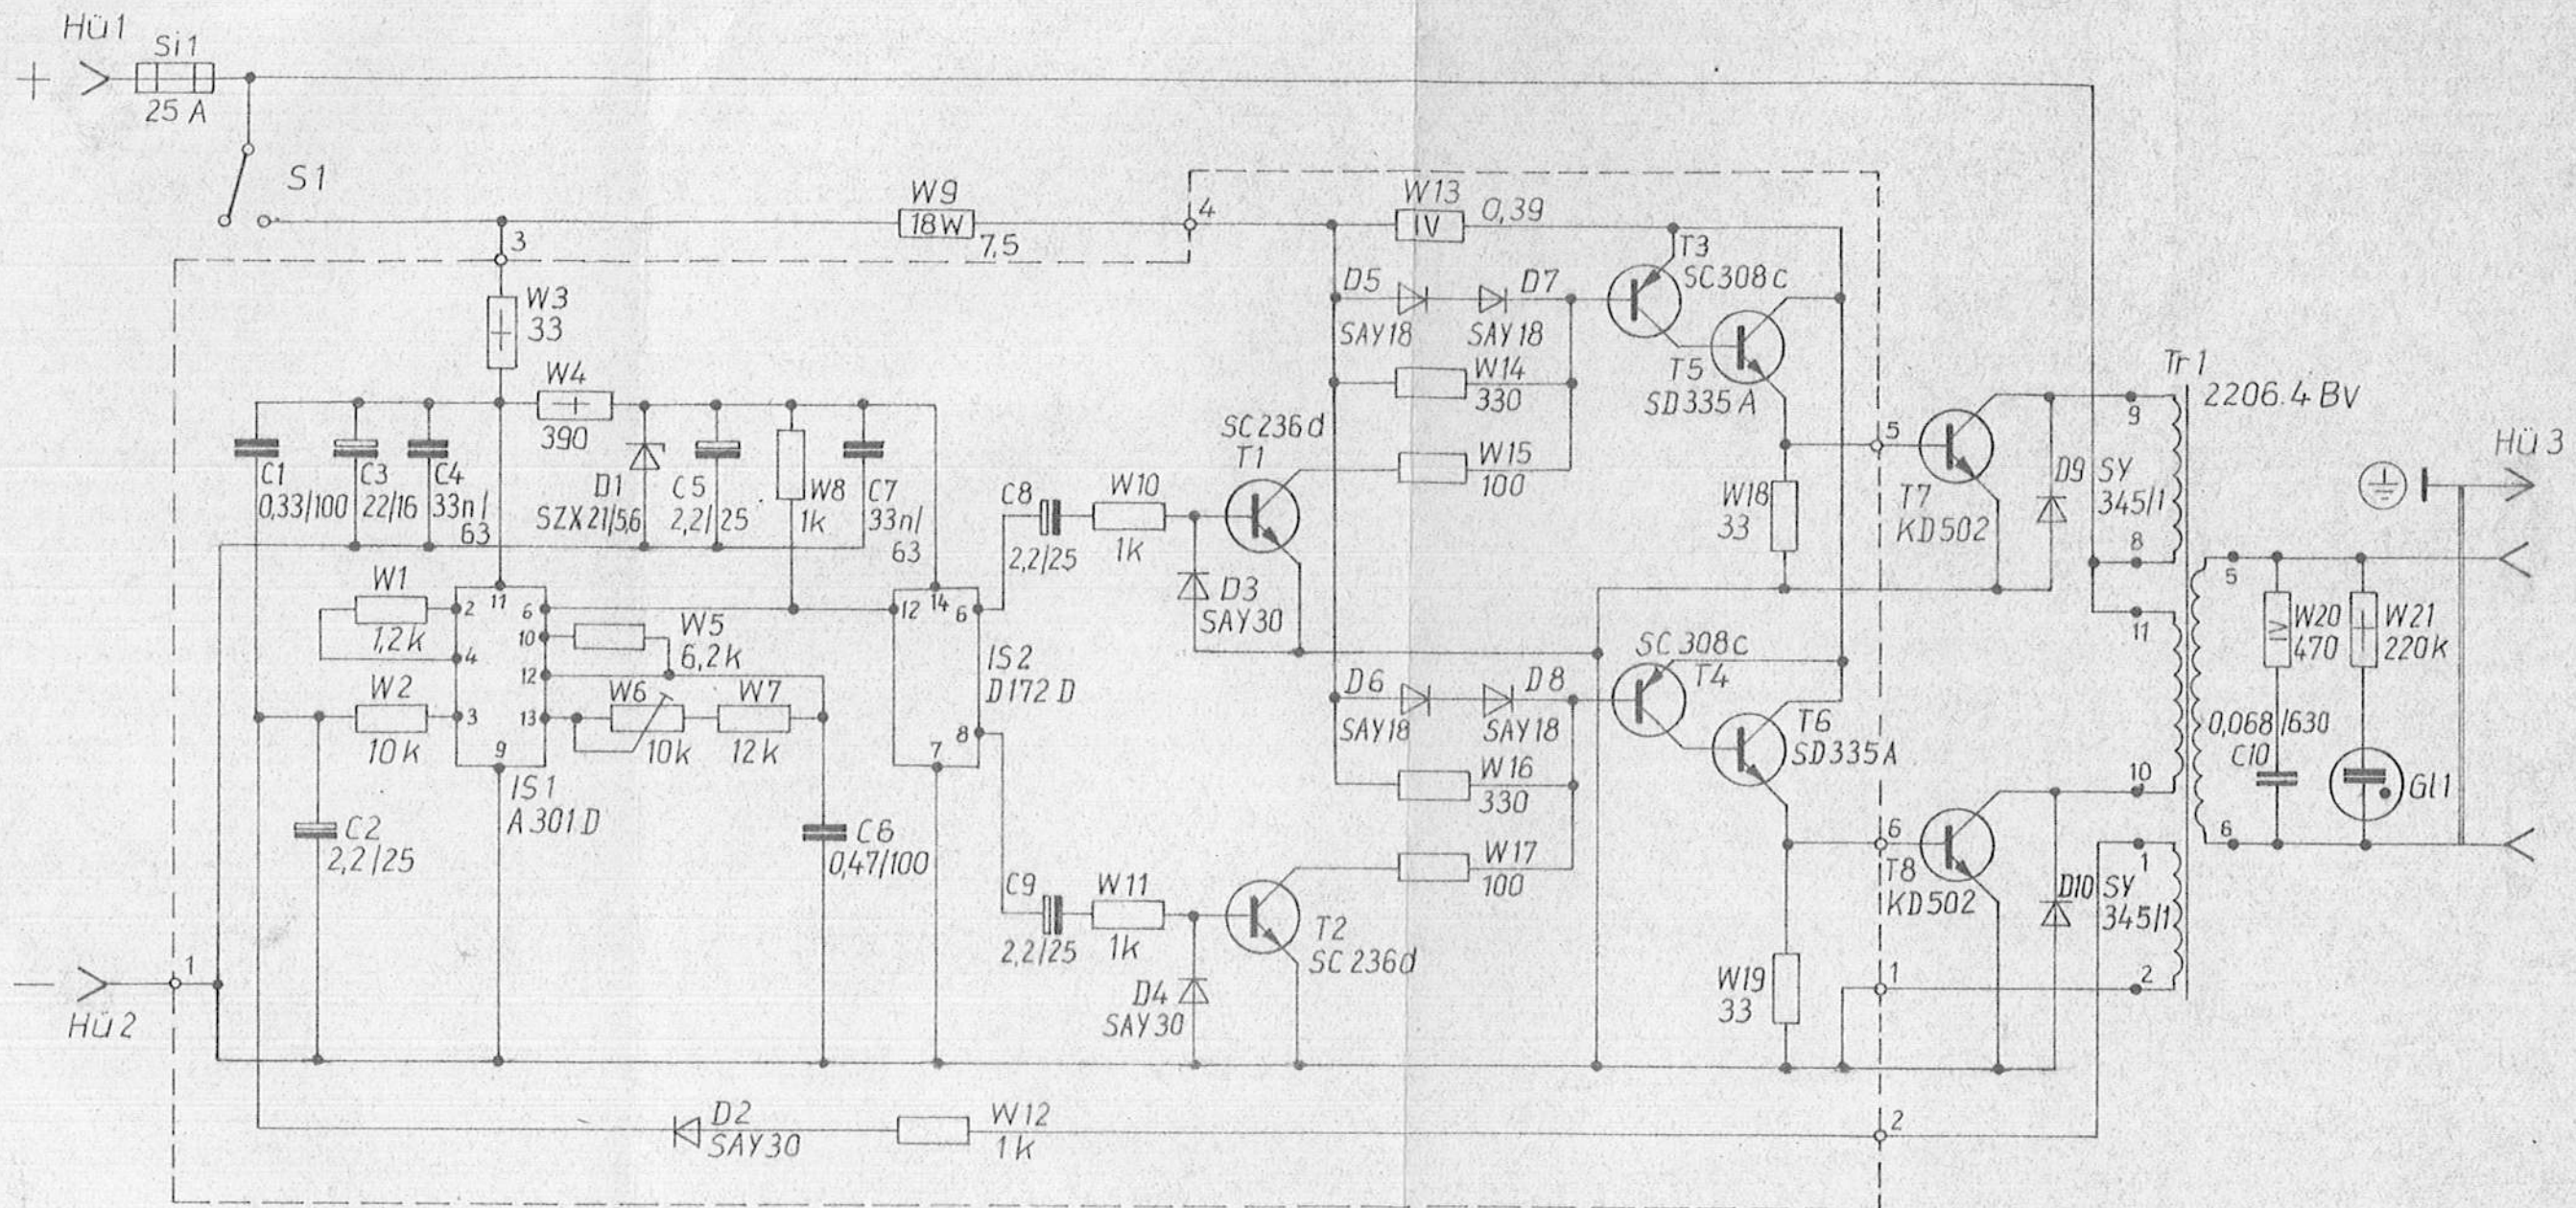 Hü1
+
Si1
25 A
S1
3
W9
18W
7,5
4
W13
IV
0,39
T3
SC308c
D5
SAY18
D7
SAY18
W14
330
W15
100
T5
SD335A
W3
33
W4
390
C1
0,33/100
C3
22/16
C4
33n/
63
D1
SZX21/5,6
C5
2,2/25
W8
1k
C7
33n/
63
SC236d
T1
C8
2,2/25
W10
1k
D3
SAY30
W18
33
5
T7
KD502
D9 SY
345/1
Tr1
2206.4 BV
9
8
11
10
1
2
Hü3
5
6
W20
IV
470
W21
220k
0,068/630
C10
Gl1
W1
1,2k
W2
10k
2
4
3
11
6
10
12
13
9
IS1
A301D
W5
6,2k
W6
10k
W7
12k
C6
0,47/100
C2
2,2/25
12
14
6
8
7
IS2
D172D
SC308c
T4
D6
SAY18
D8
SAY18
W16
330
W17
100
T6
SD335A
6
T8
KD502
D10 SY
345/1
C9
2,2/25
W11
1k
T2
SC236d
D4
SAY30
W19
33
1
−
1
Hü2
D2
SAY30
W12
1k
2